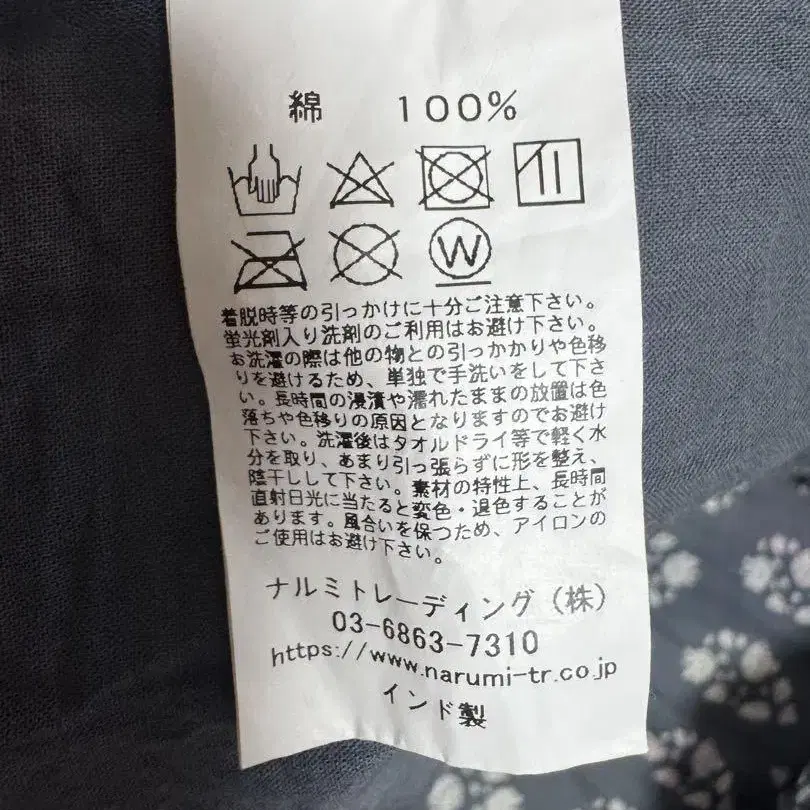 綿 100%
W
着脱時等の引っかけに十分ご注意下さい。
蛍光剤入り洗剤のご利用はお避け下さい。
お洗濯の際は他の物との引っかかりや色移
りを避けるため、単独で手洗いをして下さ
い。長時間の浸漬や濡れたままの放置は色
落ちや色移りの原因となりますのでお避け
下さい。洗濯後はタオルドライ等で軽く水
分を取り、あまり引っ張らずに形を整え、
陰干しして下さい。素材の特性上、長時間
直射日光に当たると変色・退色することが
あります。風合いを保つため、アイロンの
ご使用はお避け下さい。
ナルミトレーディング(株)
03-6863-7310
https://www.narumi-tr.co.jp
インド製